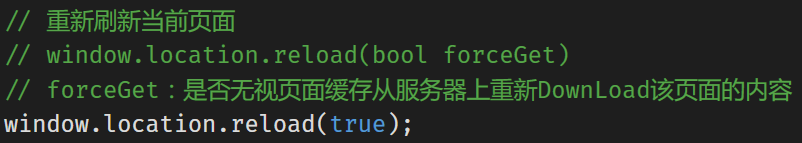 // 重新刷新当前页面
// window.location.reload(bool forceGet)
// forceGet：是否无视页面缓存从服务器上重新DownLoad该页面的内容
window.location.reload(true);